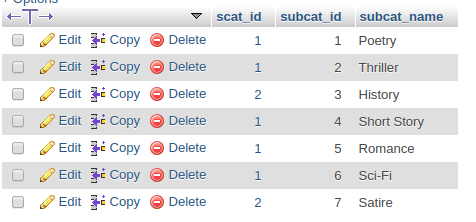 Options
scat_id subcat_id subcat_name
Edit Copy Delete 1 1 Poetry
Edit Copy Delete 1 2 Thriller
Edit Copy Delete 2 3 History
Edit Copy Delete 1 4 Short Story
Edit Copy Delete 1 5 Romance
Edit Copy Delete 1 6 Sci-Fi
Edit Copy Delete 2 7 Satire